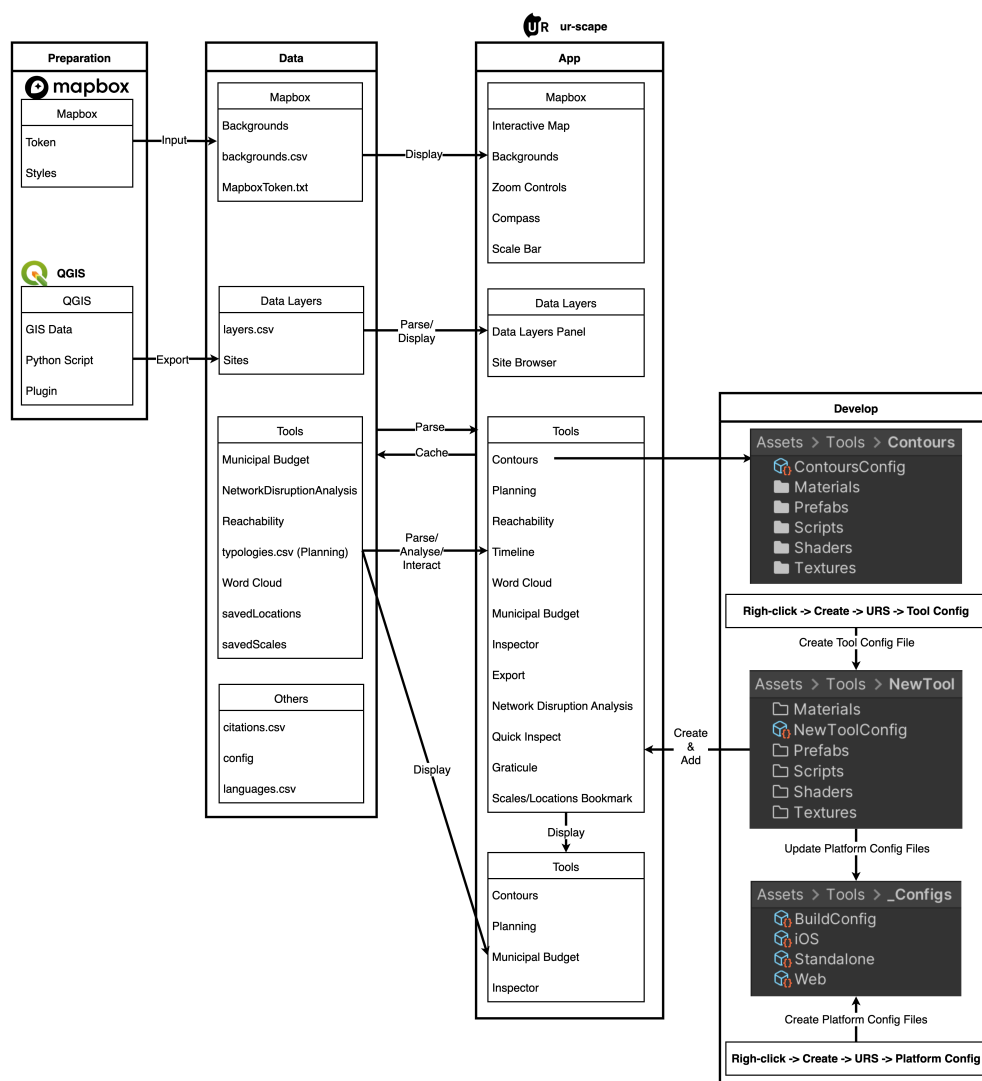 UR ur-scape
Preparation
mapbox
Mapbox
Token
Styles
QGIS
QGIS
GIS Data
Python Script
Plugin
Input
Export
Data
Mapbox
Backgrounds
backgrounds.csv
MapboxToken.txt
Data Layers
layers.csv
Sites
Tools
Municipal Budget
NetworkDisruptionAnalysis
Reachability
typologies.csv (Planning)
Word Cloud
savedLocations
savedScales
Others
citations.csv
config
languages.csv
Display
Parse/
Display
Parse
Cache
Parse/
Analyse/
Interact
Display
App
Mapbox
Interactive Map
Backgrounds
Zoom Controls
Compass
Scale Bar
Data Layers
Data Layers Panel
Site Browser
Tools
Contours
Planning
Reachability
Timeline
Word Cloud
Municipal Budget
Inspector
Export
Network Disruption Analysis
Quick Inspect
Graticule
Scales/Locations Bookmark
Display
Tools
Contours
Planning
Municipal Budget
Inspector
Create
&
Add
Develop
Assets > Tools > Contours
ContoursConfig
Materials
Prefabs
Scripts
Shaders
Textures
Righ-click -> Create -> URS -> Tool Config
Create Tool Config File
Assets > Tools > NewTool
Materials
NewToolConfig
Prefabs
Scripts
Shaders
Textures
Update Platform Config Files
Assets > Tools > _Configs
BuildConfig
iOS
Standalone
Web
Create Platform Config Files
Righ-click -> Create -> URS -> Platform Config